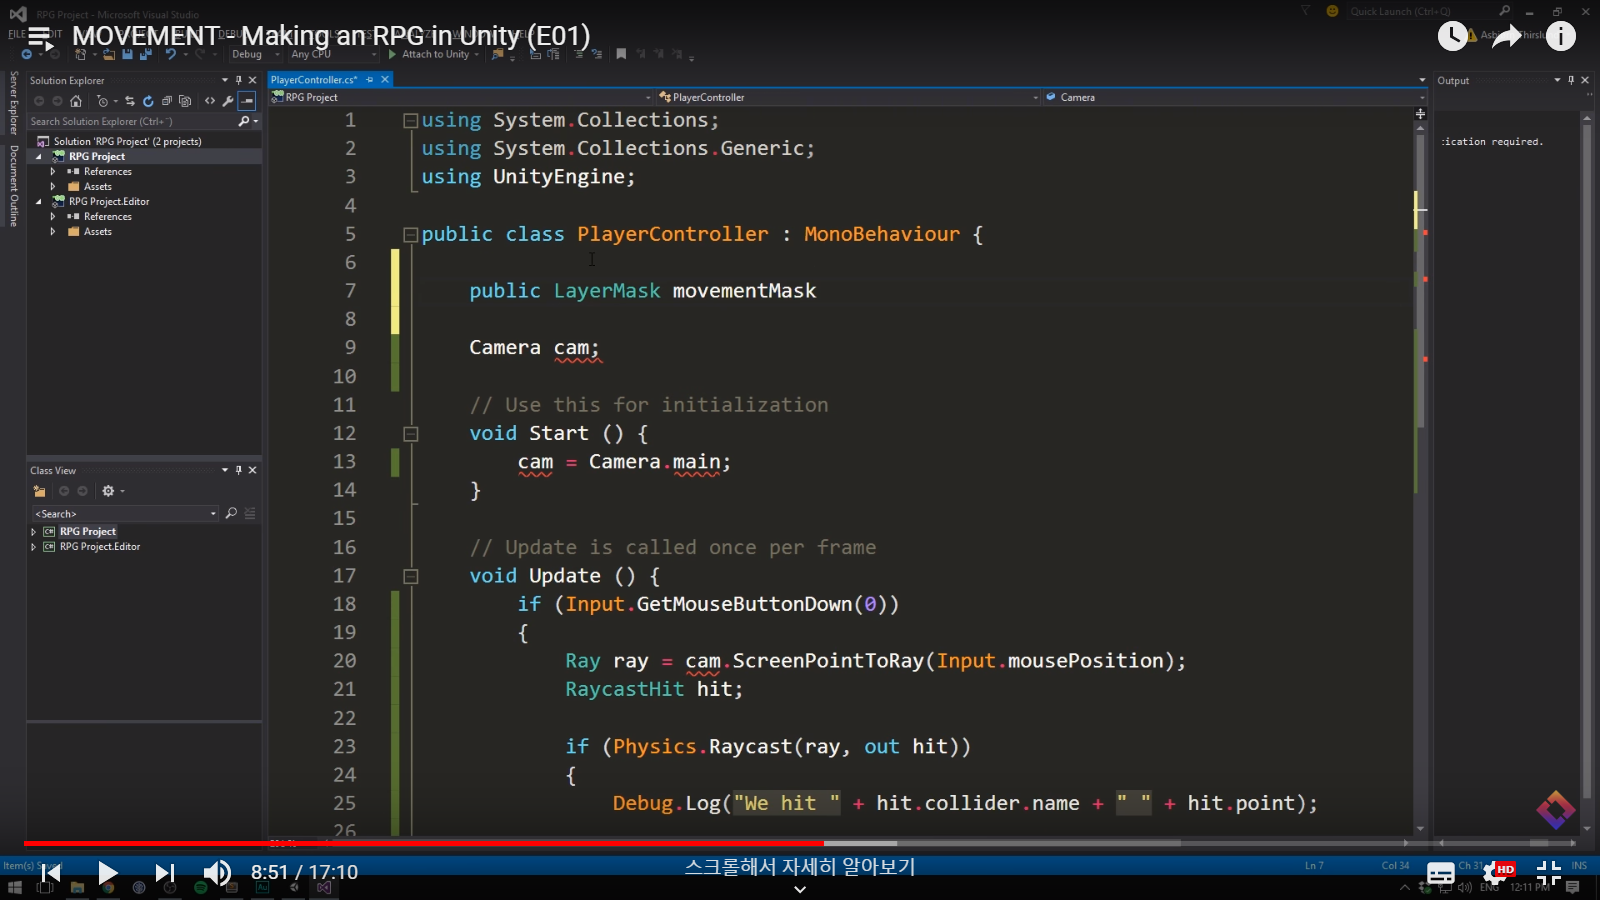 RPG Project - Microsoft Visual Studio
Quick Launch (Ctrl+Q)
MOVEMENT - Making an RPG in Unity (E01)
FILE
Debug
Any CPU
Attach to Unity
Server Explorer
Document Outline
Solution Explorer
Search Solution Explorer (Ctrl+¨)
Solution 'RPG Project' (2 projects)
RPG Project
References
Assets
RPG Project.Editor
References
Assets
Class View
<Search>
RPG Project
RPG Project.Editor
PlayerController.cs*
RPG Project
PlayerController
Camera
1 using System.Collections;
2 using System.Collections.Generic;
3 using UnityEngine;
4
5 public class PlayerController : MonoBehaviour {
6
7 public LayerMask movementMask
8
9 Camera cam;
10
11 // Use this for initialization
12 void Start () {
13 cam = Camera.main;
14 }
15
16 // Update is called once per frame
17 void Update () {
18 if (Input.GetMouseButtonDown(0))
19 {
20 Ray ray = cam.ScreenPointToRay(Input.mousePosition);
21 RaycastHit hit;
22
23 if (Physics.Raycast(ray, out hit))
24 {
25 Debug.Log("We hit " + hit.collider.name + " " + hit.point);
26
Output
ication required.
Item(s)
8:51 / 17:10
스크롤해서 자세히 알아보기
Ln 7
Col 34
Ch 31
INS
HD
ENG
12:11 PM